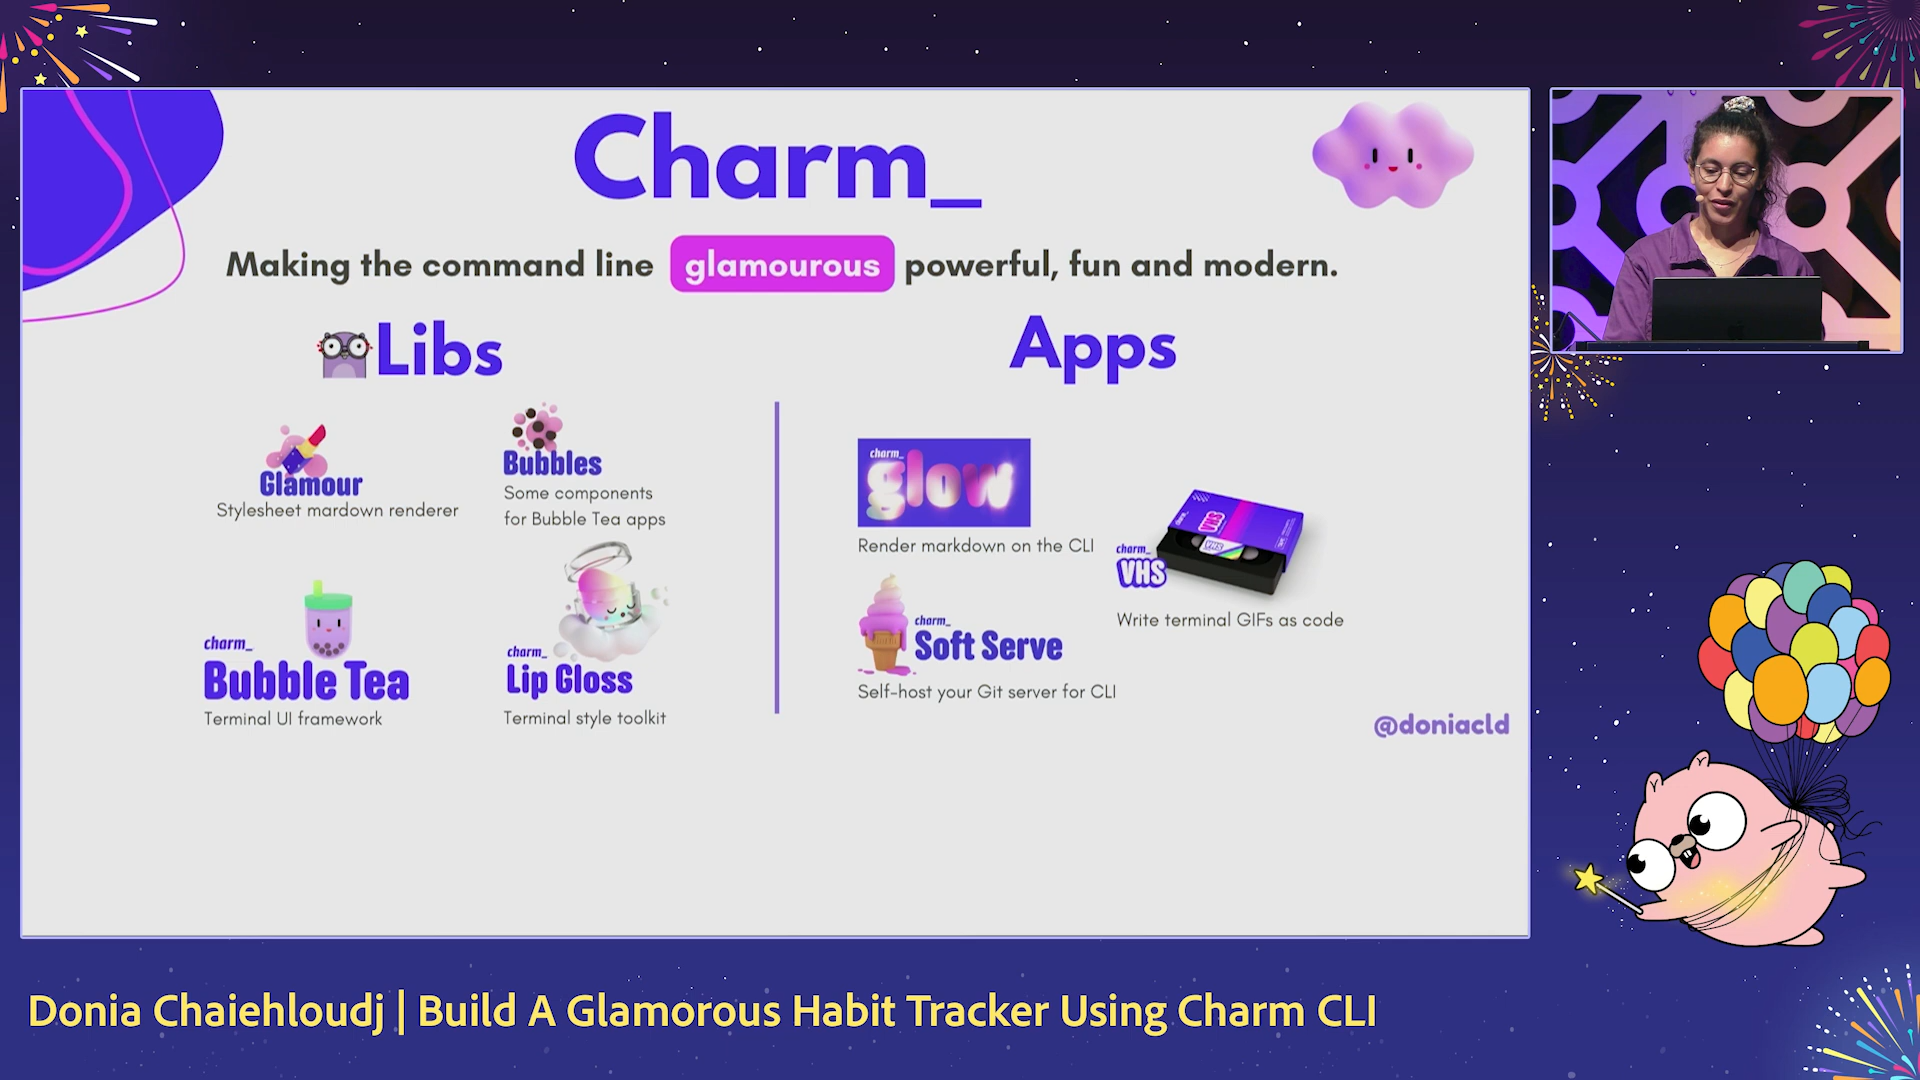 Charm_
Making the command line glamourous powerful, fun and modern.
Libs
Glamour
Stylesheet mardown renderer
Bubbles
Some components
for Bubble Tea apps
charm_
Bubble Tea
Terminal UI framework
charm_
Lip Gloss
Terminal style toolkit
Apps
charm_
glow
Render markdown on the CLI
charm_
VHS
VHS
VHS
Write terminal GIFs as code
charm_
Soft Serve
Self-host your Git server for CLI
@doniacld
Donia Chaiehloudj | Build A Glamorous Habit Tracker Using Charm CLI